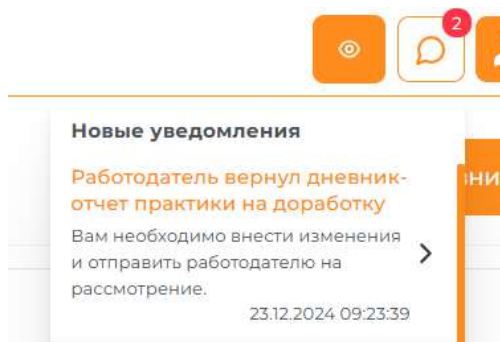 2
Новые уведомления
Работодатель вернул дневник-
отчет практики на доработку
Вам необходимо внести изменения
и отправить работодателю на
рассмотрение.
23.12.2024 09:23:39